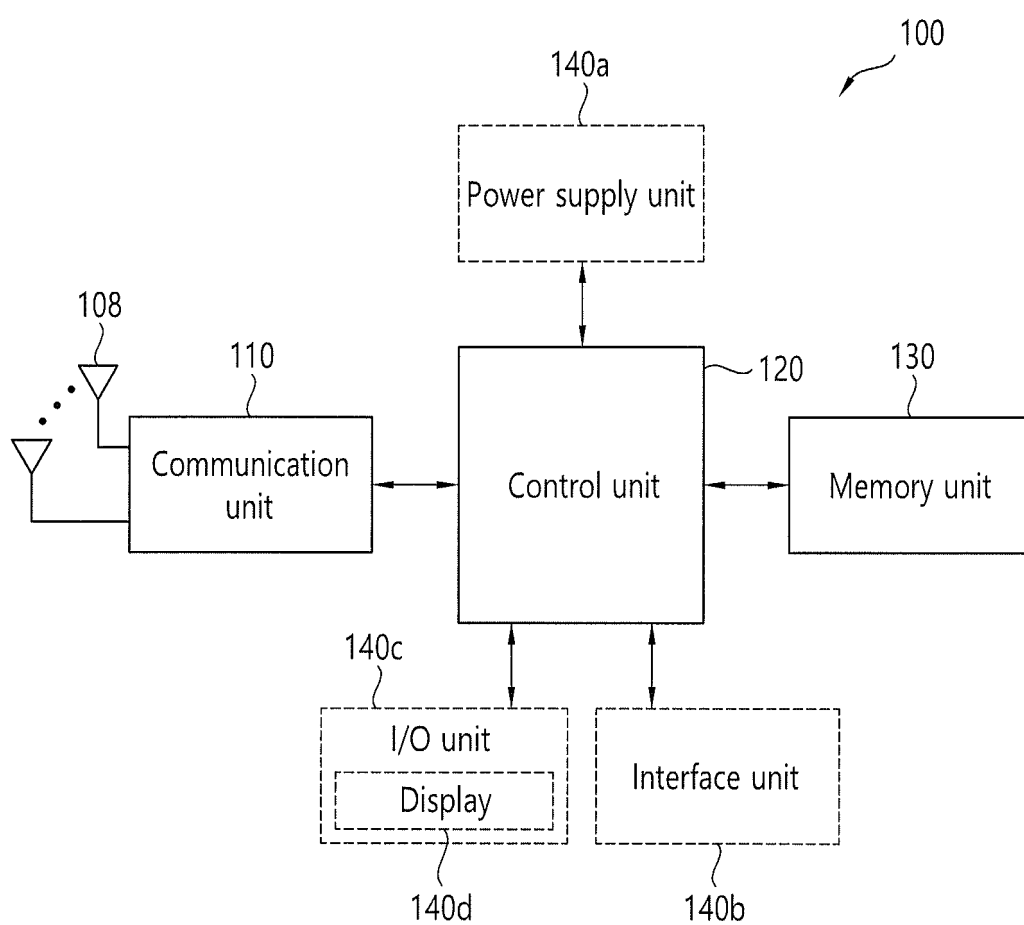 100
140a
Power supply unit
108
110
120
130
Communication
unit
Control unit
Memory unit
140c
I/O unit
Display
Interface unit
140d
140b